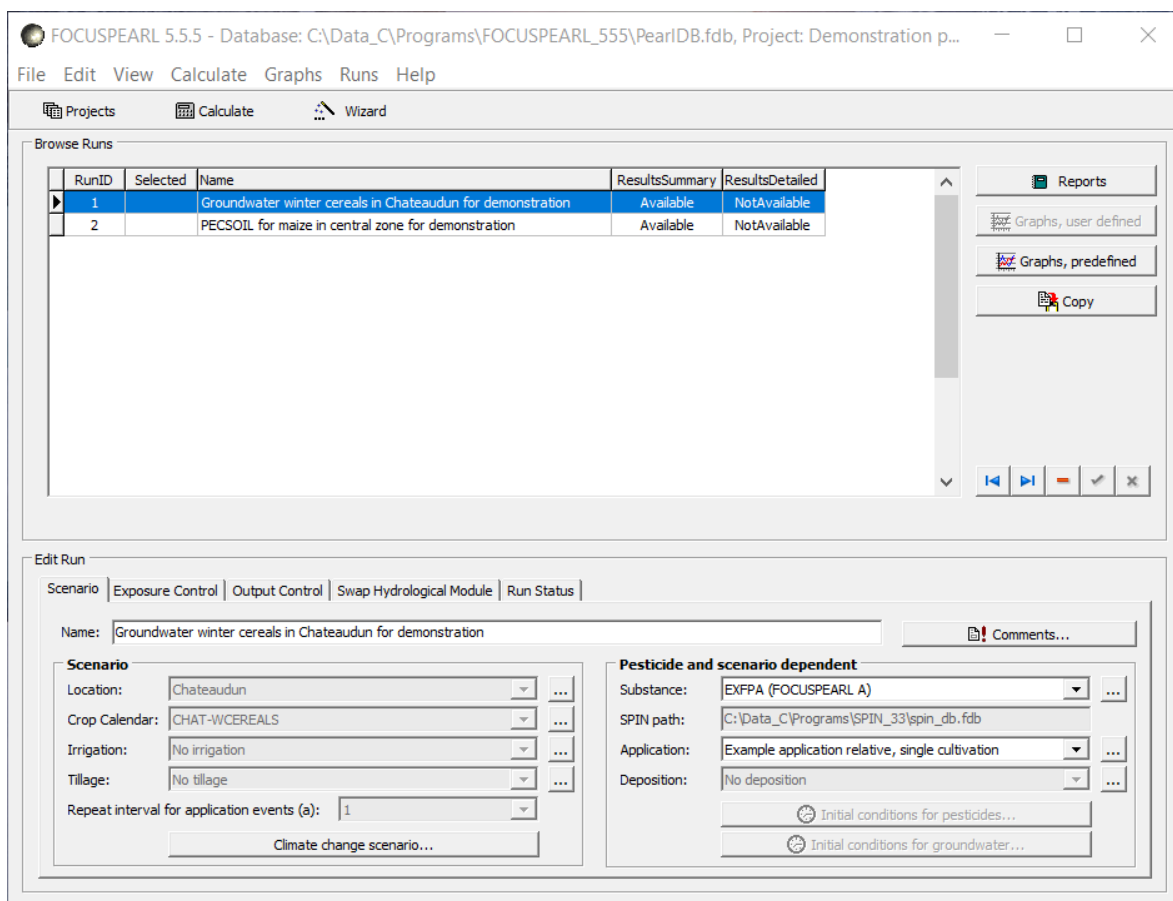 FOCUSPEARL 5.5.5 - Database: C:\Data_C\Programs\FOCUSPEARL_555\PearlDB.fdb, Project: Demonstration p...
File Edit View Calculate Graphs Runs Help
Projects Calculate Wizard
Browse Runs
RunID Selected Name ResultsSummary ResultsDetailed
1 Groundwater winter cereals in Chateaudun for demonstration Available NotAvailable
2 PECSOIL for maize in central zone for demonstration Available NotAvailable
Reports
Graphs, user defined
Graphs, predefined
Copy
Edit Run
Scenario Exposure Control Output Control Swap Hydrological Module Run Status
Name: Groundwater winter cereals in Chateaudun for demonstration Comments...
Scenario
Location: Chateaudun ...
Crop Calendar: CHAT-WCEREALS ...
Irrigation: No irrigation ...
Tillage: No tillage ...
Repeat interval for application events (a): 1
Climate change scenario...
Pesticide and scenario dependent
Substance: EXFPA (FOCUSPEARL A) ...
SPIN path: C:\Data_C\Programs\SPIN_33\spin_db.fdb
Application: Example application relative, single cultivation ...
Deposition: No deposition ...
Initial conditions for pesticides...
Initial conditions for groundwater...